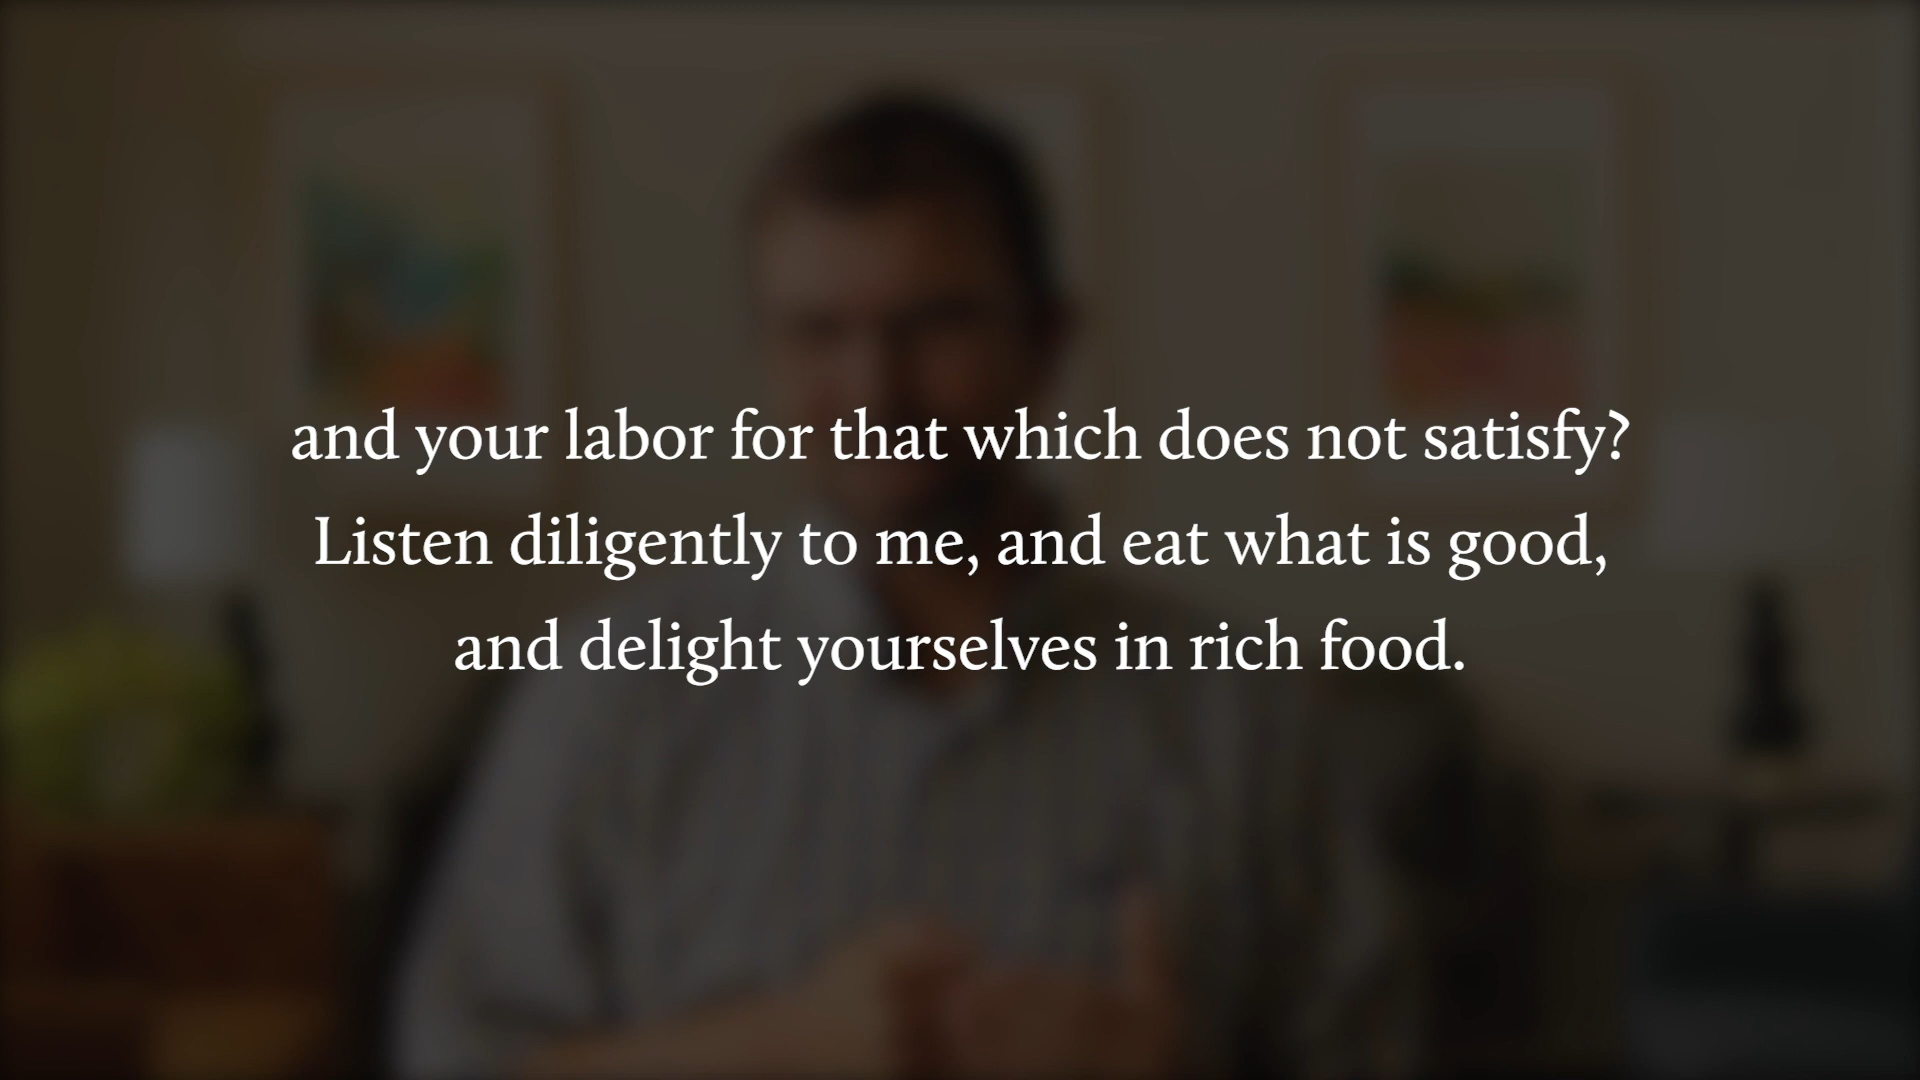 and your labor for that which does not satisfy?
Listen diligently to me, and eat what is good,
and delight yourselves in rich food.